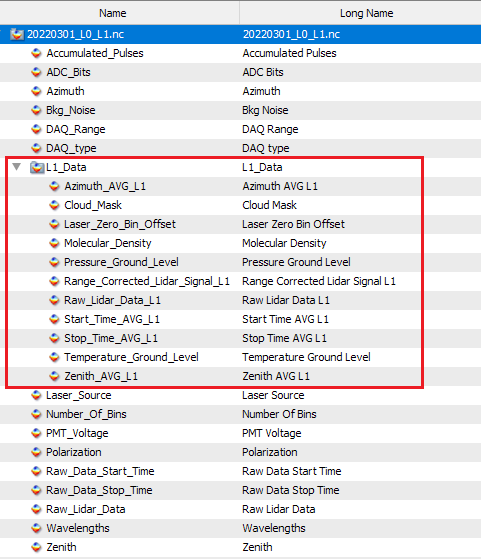 Name Long Name
20220301_L0_L1.nc 20220301_L0_L1.nc
Accumulated_Pulses Accumulated Pulses
ADC_Bits ADC Bits
Azimuth Azimuth
Bkg_Noise Bkg Noise
DAQ_Range DAQ Range
DAQ_type DAQ type
L1_Data L1_Data
Azimuth_AVG_L1 Azimuth AVG L1
Cloud_Mask Cloud Mask
Laser_Zero_Bin_Offset Laser Zero Bin Offset
Molecular_Density Molecular Density
Pressure_Ground_Level Pressure Ground Level
Range_Corrected_Lidar_Signal_L1 Range Corrected Lidar Signal L1
Raw_Lidar_Data_L1 Raw Lidar Data L1
Start_Time_AVG_L1 Start Time AVG L1
Stop_Time_AVG_L1 Stop Time AVG L1
Temperature_Ground_Level Temperature Ground Level
Zenith_AVG_L1 Zenith AVG L1
Laser_Source Laser Source
Number_Of_Bins Number Of Bins
PMT_Voltage PMT Voltage
Polarization Polarization
Raw_Data_Start_Time Raw Data Start Time
Raw_Data_Stop_Time Raw Data Stop Time
Raw_Lidar_Data Raw Lidar Data
Wavelengths Wavelengths
Zenith Zenith